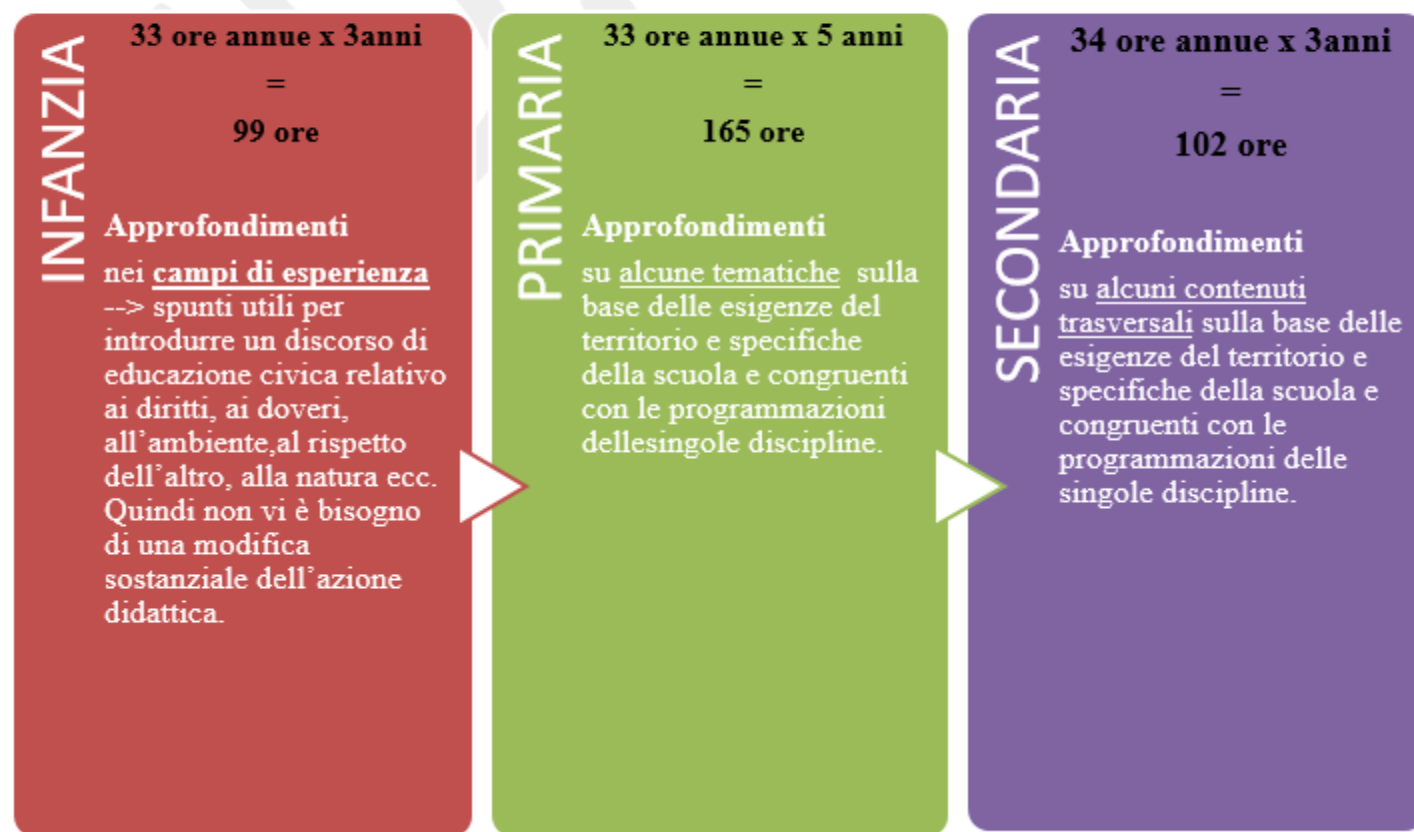 INFANZIA
33 ore annue x 3anni
=
99 ore
Approfondimenti
nei campi di esperienza
--> spunti utili per
introdurre un discorso di
educazione civica relativo
ai diritti, ai doveri,
all’ambiente,al rispetto
dell’altro, alla natura ecc.
Quindi non vi è bisogno
di una modifica
sostanziale dell’azione
didattica.
PRIMARIA
33 ore annue x 5 anni
=
165 ore
Approfondimenti
su alcune tematiche sulla
base delle esigenze del
territorio e specifiche
della scuola e congruenti
con le programmazioni
dellesingole discipline.
SECONDARIA
34 ore annue x 3anni
=
102 ore
Approfondimenti
su alcuni contenuti
trasversali sulla base delle
esigenze del territorio e
specifiche della scuola e
congruenti con le
programmazioni delle
singole discipline.